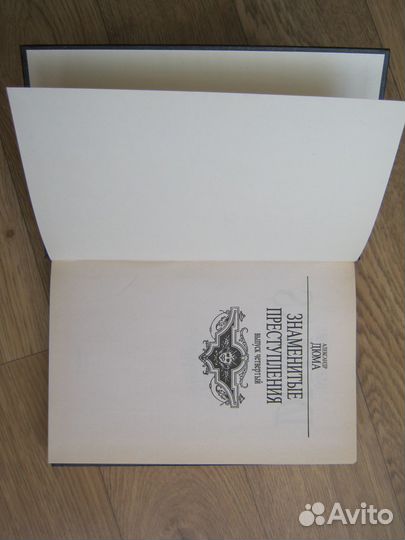 АЛЕКСАНДР
ДЮМА
ЗНАМЕНИТЫЕ
ПРЕСТУПЛЕНИЯ
ВЫПУСК ЧЕТВЕРТЫЙ
Avito